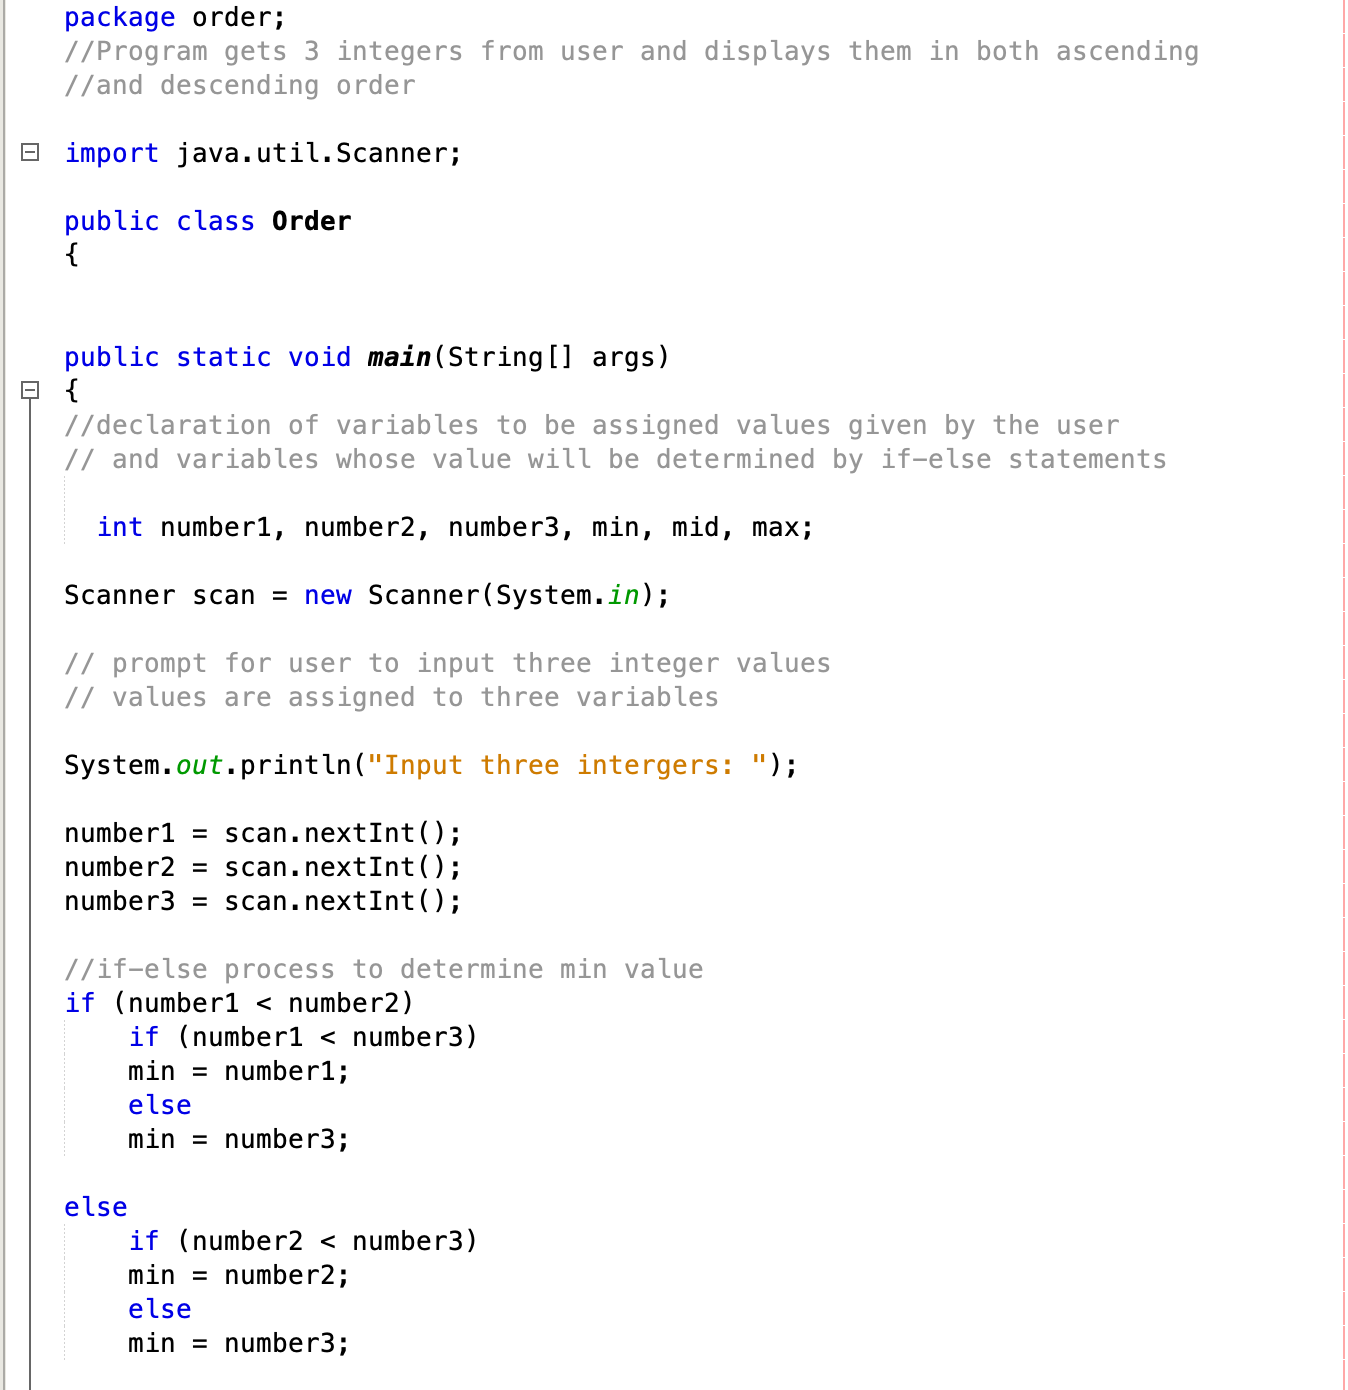 package order;
//Program gets 3 integers from user and displays them in both ascending
//and descending order
import java.util.Scanner;
public class Order
{
public static void main(String[] args)
{
//declaration of variables to be assigned values given by the user
// and variables whose value will be determined by if-else statements
int number1, number2, number3, min, mid, max;
Scanner scan = new Scanner(System.in);
// prompt for user to input three integer values
// values are assigned to three variables
System.out.println("Input three intergers: ");
number1 = scan.nextInt();
number2 = scan.nextInt();
number3 = scan.nextInt();
//if-else process to determine min value
if (number1 < number2)
if (number1 < number3)
min = number1;
else
min = number3;
else
if (number2 < number3)
min = number2;
else
min = number3;